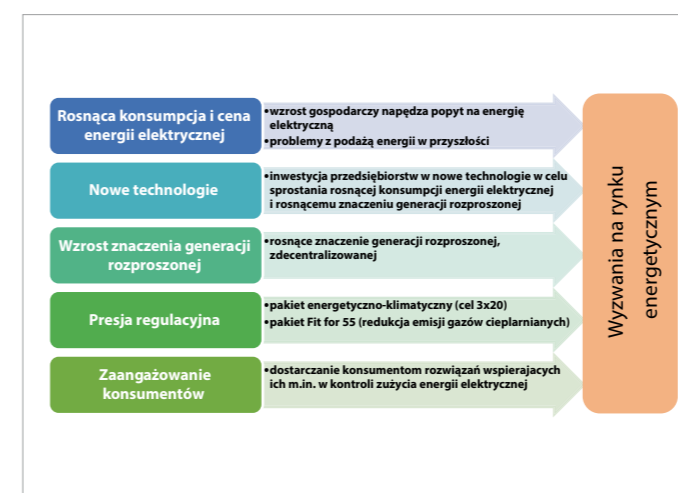 Rosnąca konsumpcja i cena
energii elektrycznej
•wzrost gospodarczy napędza popyt na energię
elektryczną
•problemy z podażą energii w przyszłości
Nowe technologie
•inwestycja przedsiębiorstw w nowe technologie w celu
sprostania rosnącej konsumpcji energii elektrycznej
i rosnącemu znaczeniu generacji rozproszonej
Wzrost znaczenia generacji
rozproszonej
•rosnące znaczenie generacji rozproszonej,
zdecentralizowanej
Presja regulacyjna
•pakiet energetyczno-klimatyczny (cel 3x20)
•pakiet Fit for 55 (redukcja emisji gazów cieplarnianych)
Zaangażowanie
konsumentów
•dostarczanie konsumentom rozwiązań wspierajacych
ich m.in. w kontroli zużycia energii elektrycznej
Wyzwania na rynku
energetycznym